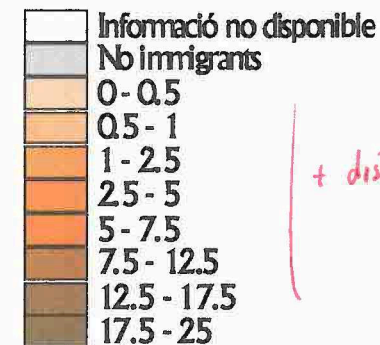 Informació no disponible
No immigrants
0 - 0.5
0.5 - 1
1 - 2.5
2.5 - 5
5 - 7.5
7.5 - 12.5
12.5 - 17.5
17.5 - 25
+